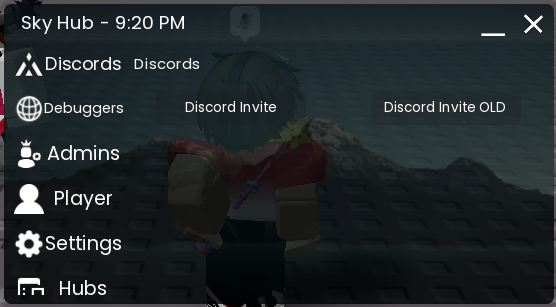 Sky Hub - 9:20 PM
Discords Discords
Debuggers Discord Invite Discord Invite OLD
Admins
Player
Settings
Hubs